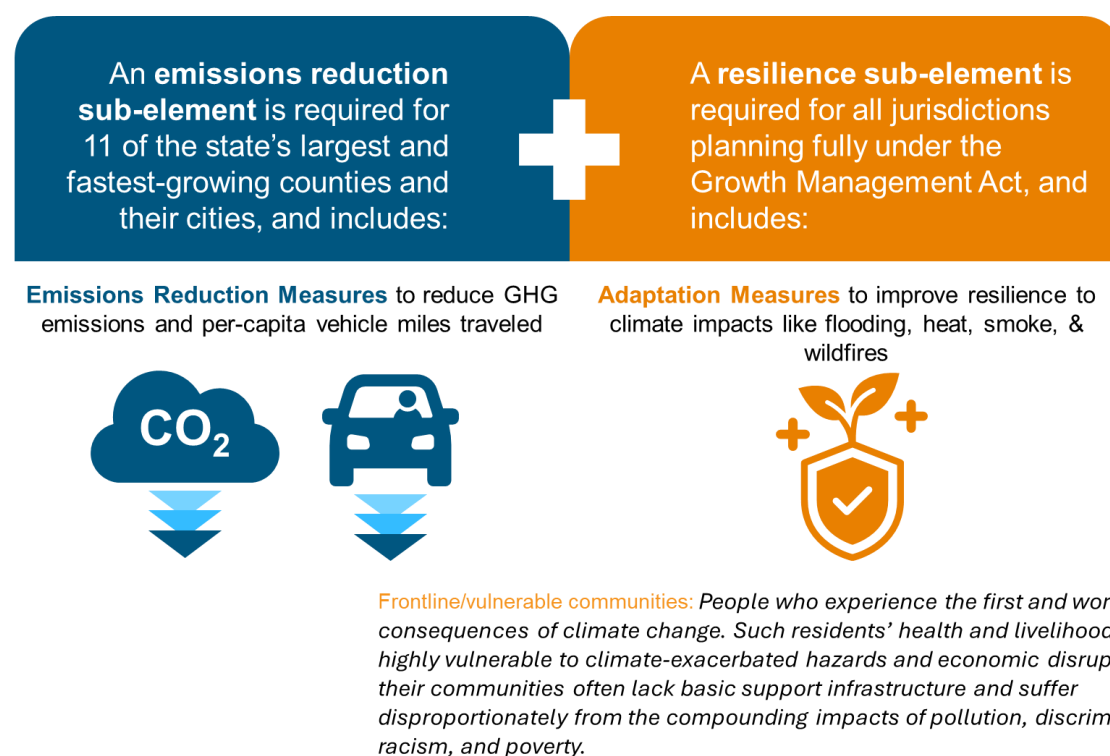 An emissions reduction
sub-element is required for
11 of the state's largest and
fastest-growing counties and
their cities, and includes:
A resilience sub-element is
required for all jurisdictions
planning fully under the
Growth Management Act, and
includes:
Emissions Reduction Measures to reduce GHG
emissions and per-capita vehicle miles traveled
Adaptation Measures to improve resilience to
climate impacts like flooding, heat, smoke, &
wildfires
CO₂
Frontline/vulnerable communities: People who experience the first and
consequences of climate change. Such residents' health and
highly vulnerable to climate-exacerbated hazards and economic
their communities often lack basic support infrastructure and suffer
disproportionately from the compounding impacts of pollution,
racism, and poverty.